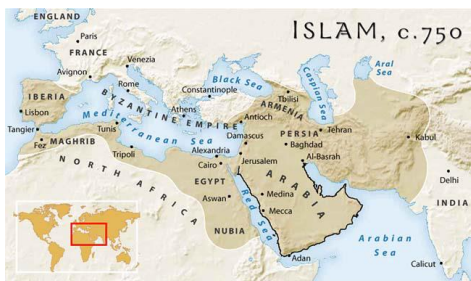 ISLAM, c.750
ENGLAND
Paris
FRANCE
Venezia
Avignon
Aral
Sea
Black Sea
Caspian Sea
Rome
Constantinople
Tbilisi
IBERIA
BYZANTINE EMPIRE
ARMENIA
Lisbon
Athens
Antioch
Mediterranean Sea
Tangier
Tunis
Damascus
PERSIA
Tehran
Kabul
Fez
MAGHRIB
Baghdad
Alexandria
Jerusalem
Al-Basrah
Tripoli
Cairo
Delhi
NORTH AFRICA
EGYPT
ARABIA
INDIA
Aswan
Medina
Red Sea
Mecca
NUBIA
Arabian
Sea
Adan
Calicut